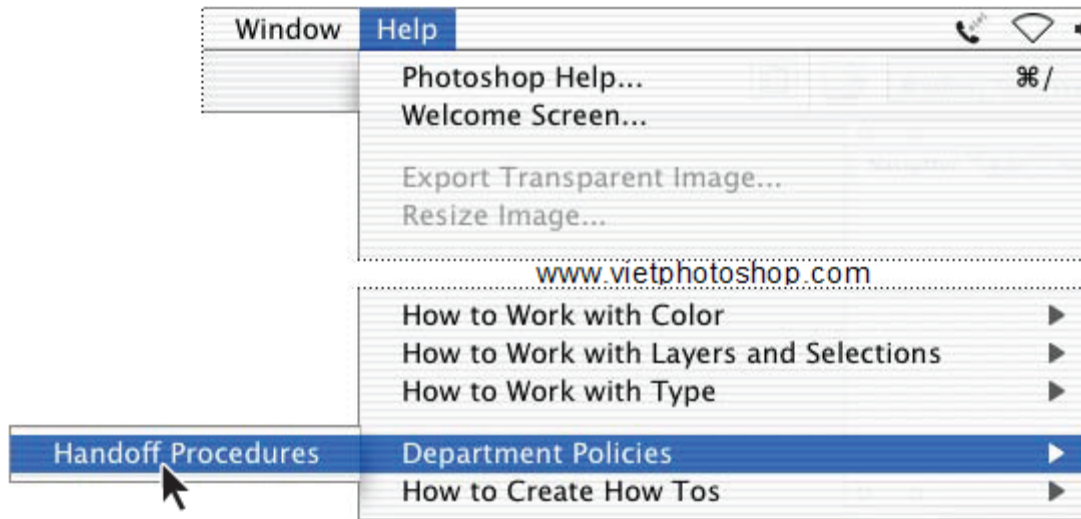 Window Help
Photoshop Help... ⌘/
Welcome Screen...
Export Transparent Image...
Resize Image...
www.vietphotoshop.com
How to Work with Color
How to Work with Layers and Selections
How to Work with Type
Handoff Procedures Department Policies
How to Create How Tos